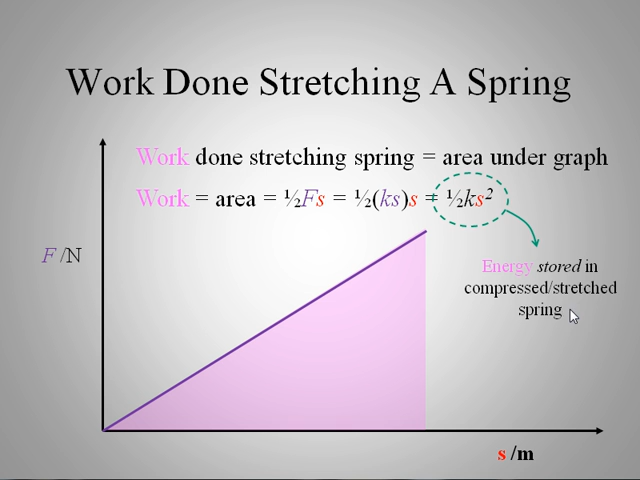 Work Done Stretching A Spring
Work done stretching spring = area under graph
Work = area = ½Fs = ½(ks)s = ½ks²
F /N
Energy stored in
compressed/stretched
spring
s /m